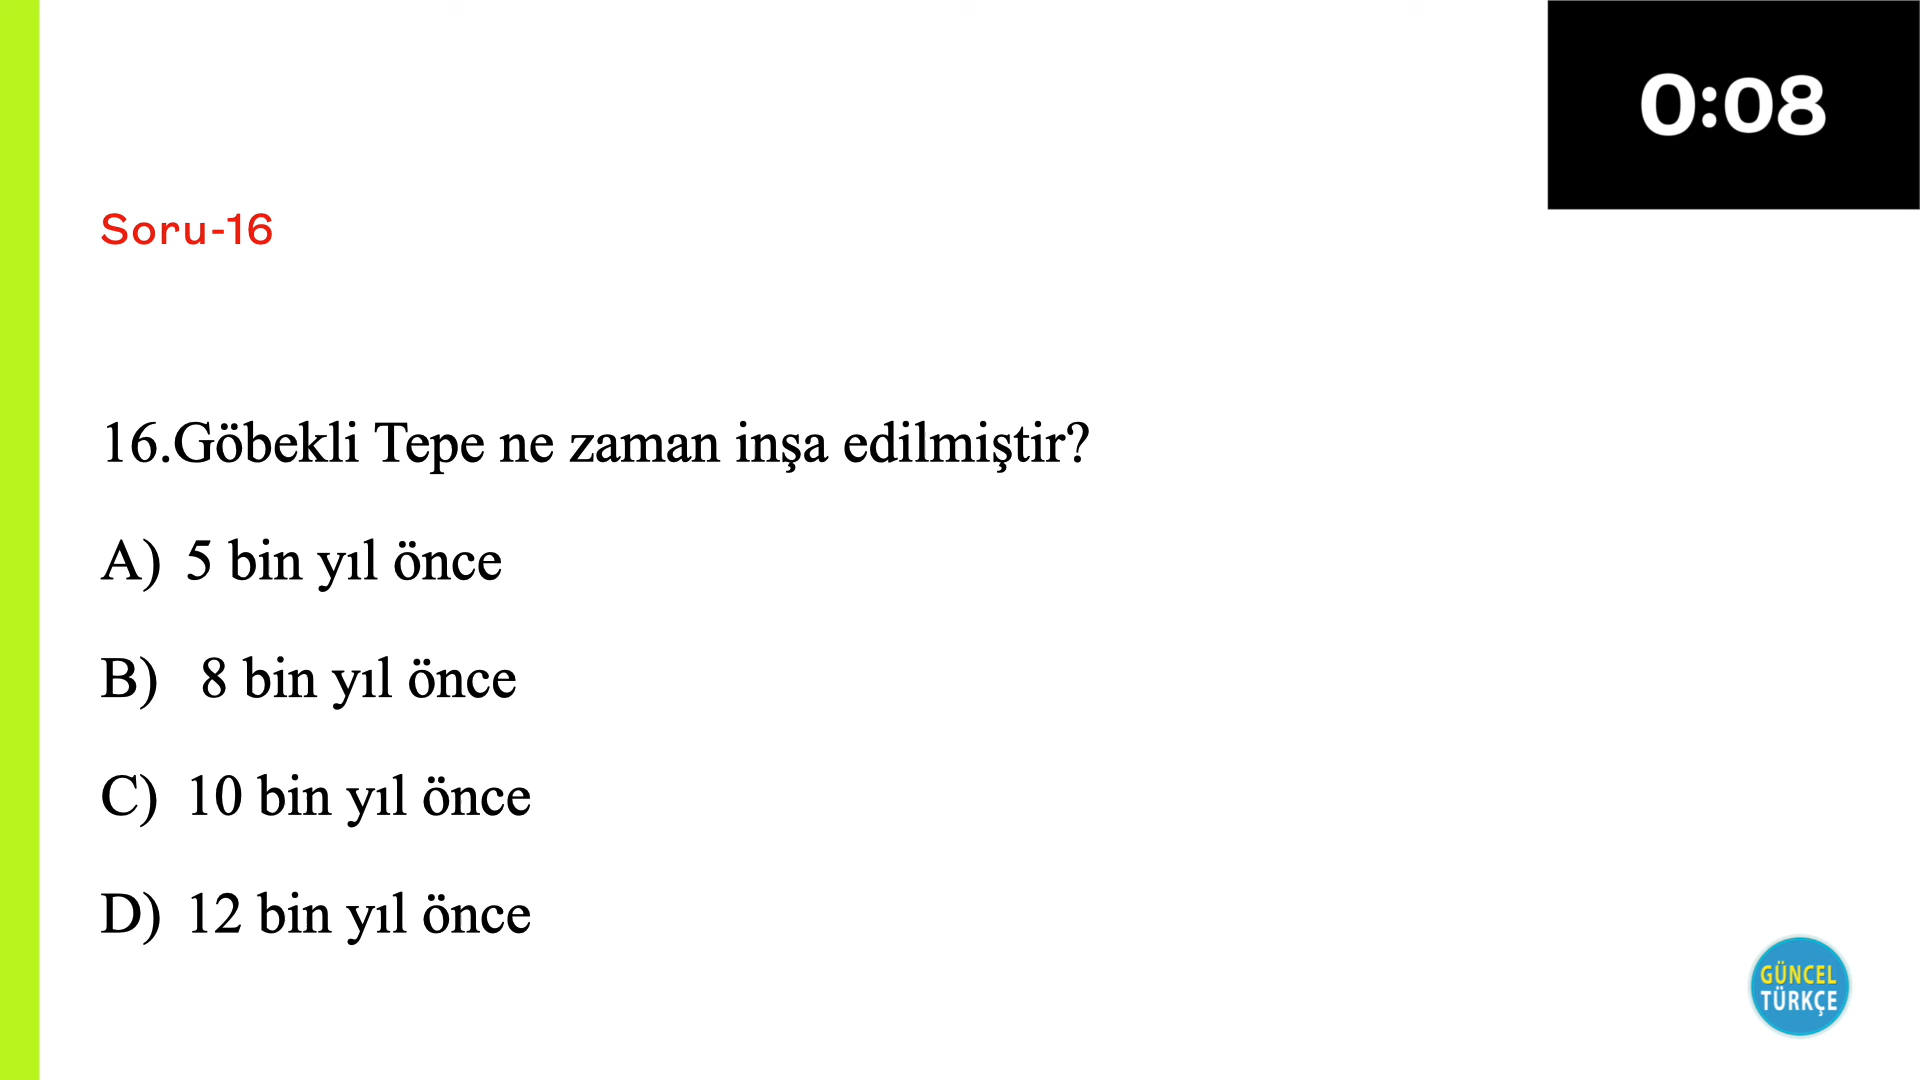 0:08
Soru-16
16.Göbekli Tepe ne zaman inşa edilmiştir?
A) 5 bin yıl önce
B) 8 bin yıl önce
C) 10 bin yıl önce
D) 12 bin yıl önce
GÜNCEL
TÜRKÇE